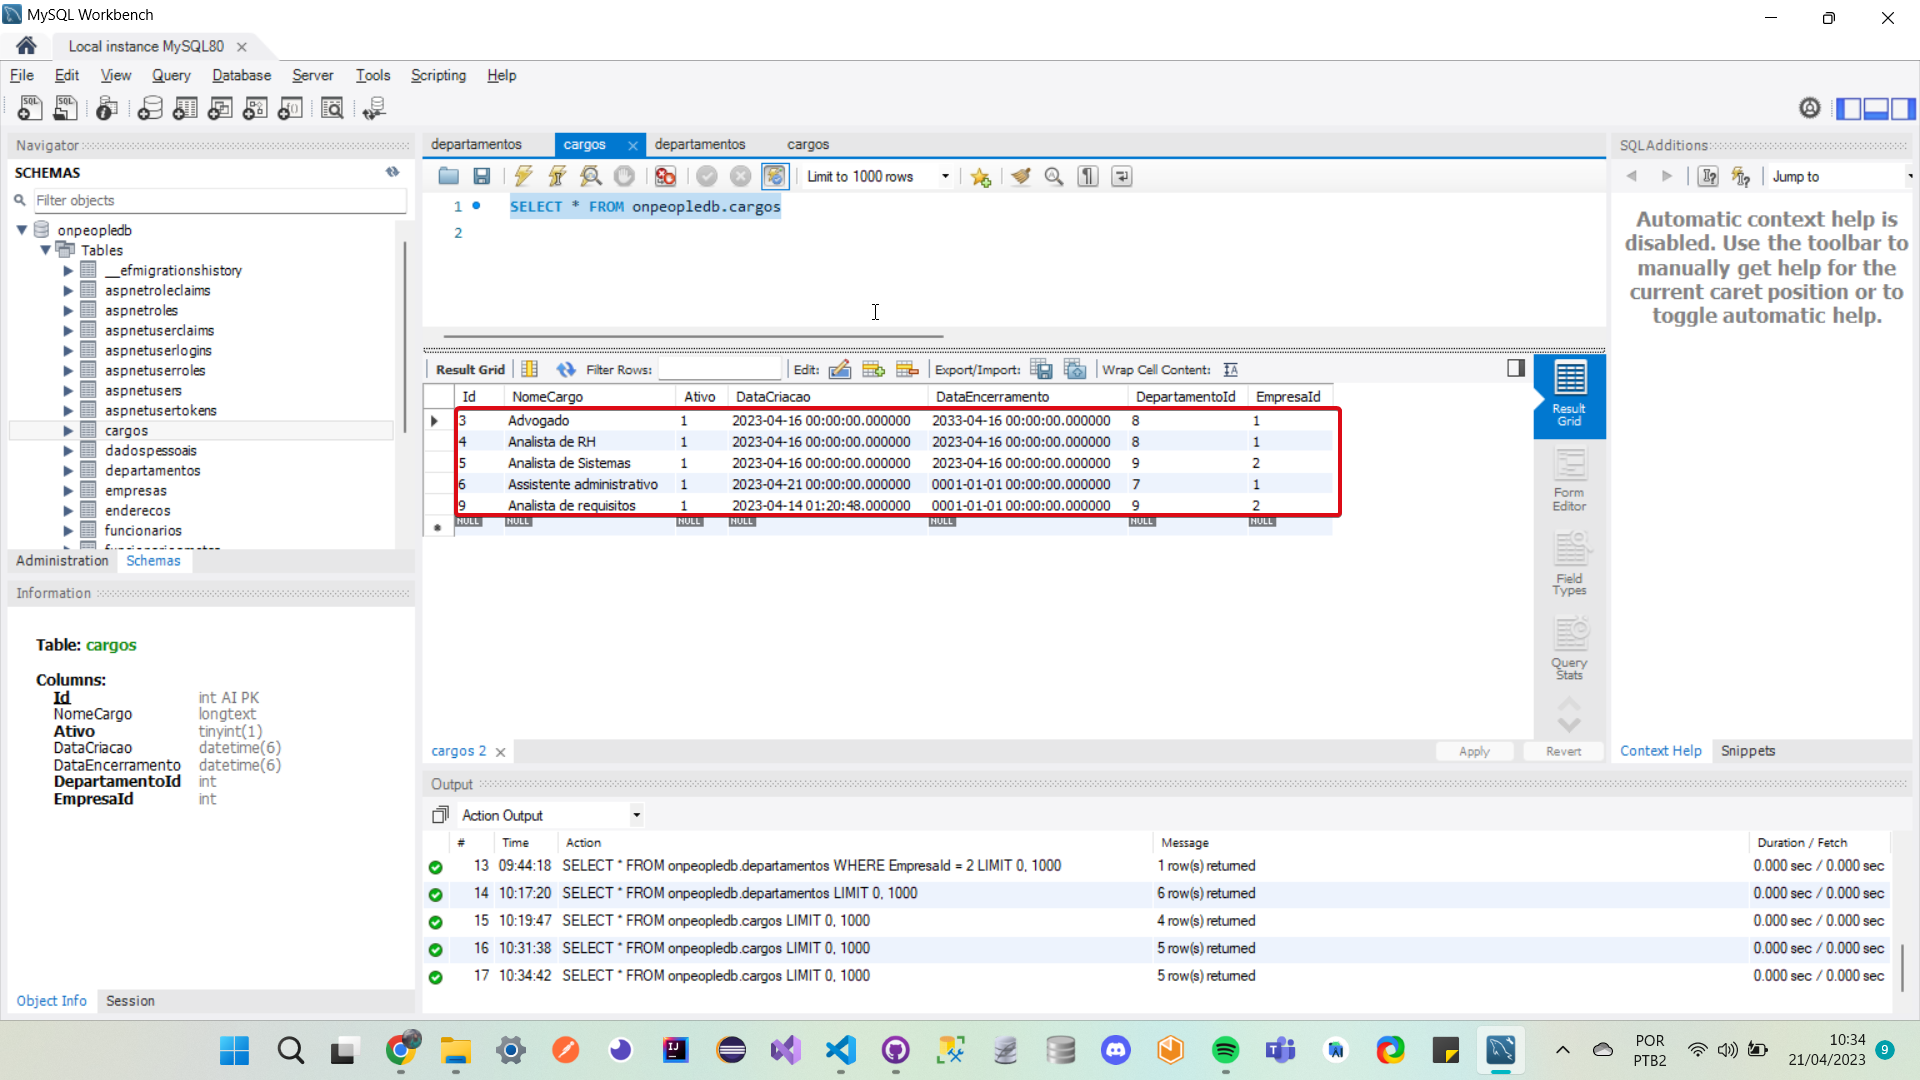 MySQL Workbench
Local instance MySQL80
File Edit View Query Database Server Tools Scripting Help
Navigator
SCHEMAS
Filter objects
onpeopledb
Tables
__efmigrationshistory
aspnetroleclaims
aspnetroles
aspnetuserclaims
aspnetuserlogins
aspnetuserroles
aspnetusers
aspnetusertokens
cargos
dadospessoais
departamentos
empresas
enderecos
funcionarios
Administration Schemas
Information
Table: cargos
Columns:
Id int AI PK
NomeCargo longtext
Ativo tinyint(1)
DataCriacao datetime(6)
DataEncerramento datetime(6)
DepartamentoId int
EmpresaId int
Object Info Session
departamentos cargos departamentos cargos
Limit to 1000 rows
1 SELECT * FROM onpeopledb.cargos
2
Result Grid Filter Rows: Edit: Export/Import: Wrap Cell Content:
Id NomeCargo Ativo DataCriacao DataEncerramento DepartamentoId EmpresaId
3 Advogado 1 2023-04-16 00:00:00.000000 2033-04-16 00:00:00.000000 8 1
4 Analista de RH 1 2023-04-16 00:00:00.000000 2023-04-16 00:00:00.000000 8 1
5 Analista de Sistemas 1 2023-04-16 00:00:00.000000 2023-04-16 00:00:00.000000 9 2
6 Assistente administrativo 1 2023-04-21 00:00:00.000000 0001-01-01 00:00:00.000000 7 1
9 Analista de requisitos 1 2023-04-14 01:20:48.000000 0001-01-01 00:00:00.000000 9 2
NULL NULL NULL NULL NULL NULL NULL
Result Grid
Form Editor
Field Types
Query Stats
cargos 2
Apply Revert
SQLAdditions
Jump to
Automatic context help is
disabled. Use the toolbar to
manually get help for the
current caret position or to
toggle automatic help.
Context Help Snippets
Output
Action Output
# Time Action Message Duration / Fetch
13 09:44:18 SELECT * FROM onpeopledb.departamentos WHERE EmpresaId = 2 LIMIT 0, 1000 1 row(s) returned 0.000 sec / 0.000 sec
14 10:17:20 SELECT * FROM onpeopledb.departamentos LIMIT 0, 1000 6 row(s) returned 0.000 sec / 0.000 sec
15 10:19:47 SELECT * FROM onpeopledb.cargos LIMIT 0, 1000 4 row(s) returned 0.000 sec / 0.000 sec
16 10:31:38 SELECT * FROM onpeopledb.cargos LIMIT 0, 1000 5 row(s) returned 0.000 sec / 0.000 sec
17 10:34:42 SELECT * FROM onpeopledb.cargos LIMIT 0, 1000 5 row(s) returned 0.000 sec / 0.000 sec
POR
PTB2
10:34
21/04/2023
9